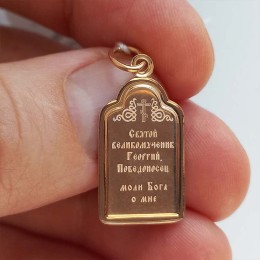 Святой
великомученик
Георгий
Победоносец
моли Бога
о мне